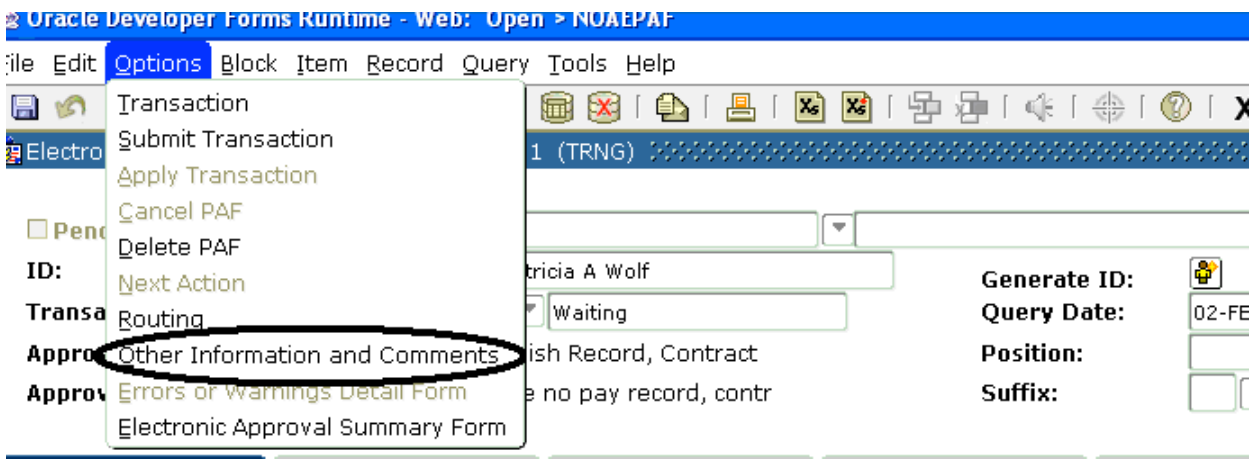 Oracle Developer Forms Runtime - Web: Open > NOAEPAF
File Edit Options Block Item Record Query Tools Help
Transaction
Submit Transaction
Electro 1 (TRNG)
Apply Transaction
Cancel PAF
Pend
Delete PAF
ID: tricia A Wolf Generate ID:
Next Action
Transa Waiting Query Date: 02-FE
Routing
Appro Other Information and Comments ish Record, Contract Position:
Approv Errors or Warnings Detail Form e no pay record, contr Suffix:
Electronic Approval Summary Form